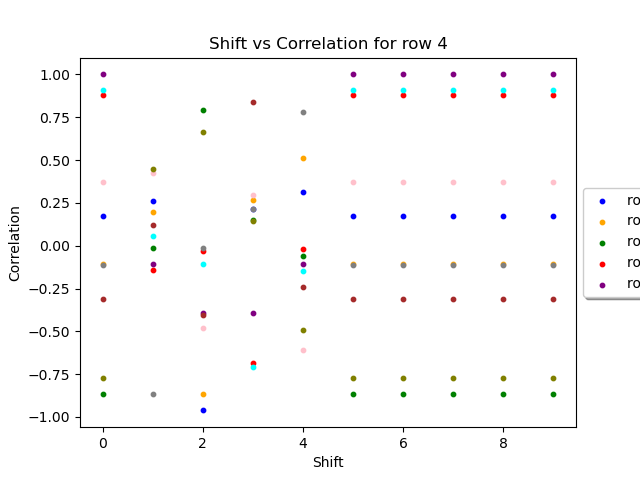 Shift vs Correlation for row 4
1.00
0.75
0.50
0.25
0.00
−0.25
−0.50
−0.75
−1.00
Correlation
0
2
4
6
8
Shift
ro
ro
ro
ro
ro